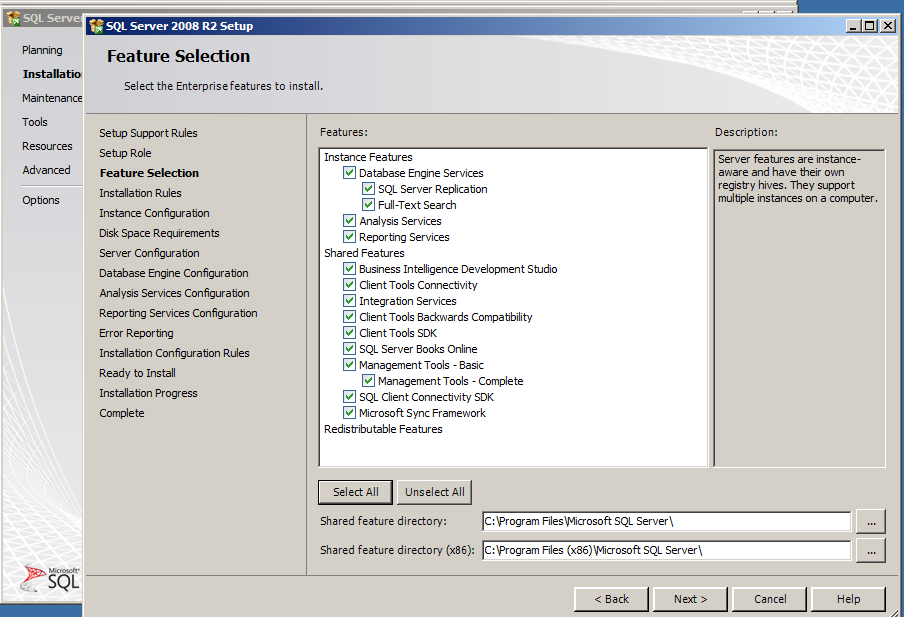 SQL Server
SQL Server 2008 R2 Setup
Planning
Installatio
Maintenance
Tools
Resources
Advanced
Options
Microsoft
SQL
Feature Selection
Select the Enterprise features to install.
Setup Support Rules
Setup Role
Feature Selection
Installation Rules
Instance Configuration
Disk Space Requirements
Server Configuration
Database Engine Configuration
Analysis Services Configuration
Reporting Services Configuration
Error Reporting
Installation Configuration Rules
Ready to Install
Installation Progress
Complete
Features:
Instance Features
Database Engine Services
SQL Server Replication
Full-Text Search
Analysis Services
Reporting Services
Shared Features
Business Intelligence Development Studio
Client Tools Connectivity
Integration Services
Client Tools Backwards Compatibility
Client Tools SDK
SQL Server Books Online
Management Tools - Basic
Management Tools - Complete
SQL Client Connectivity SDK
Microsoft Sync Framework
Redistributable Features
Description:
Server features are instance-
aware and have their own
registry hives. They support
multiple instances on a computer.
Select All
Unselect All
Shared feature directory:
C:\Program Files\Microsoft SQL Server\
...
Shared feature directory (x86):
C:\Program Files (x86)\Microsoft SQL Server\
...
< Back
Next >
Cancel
Help